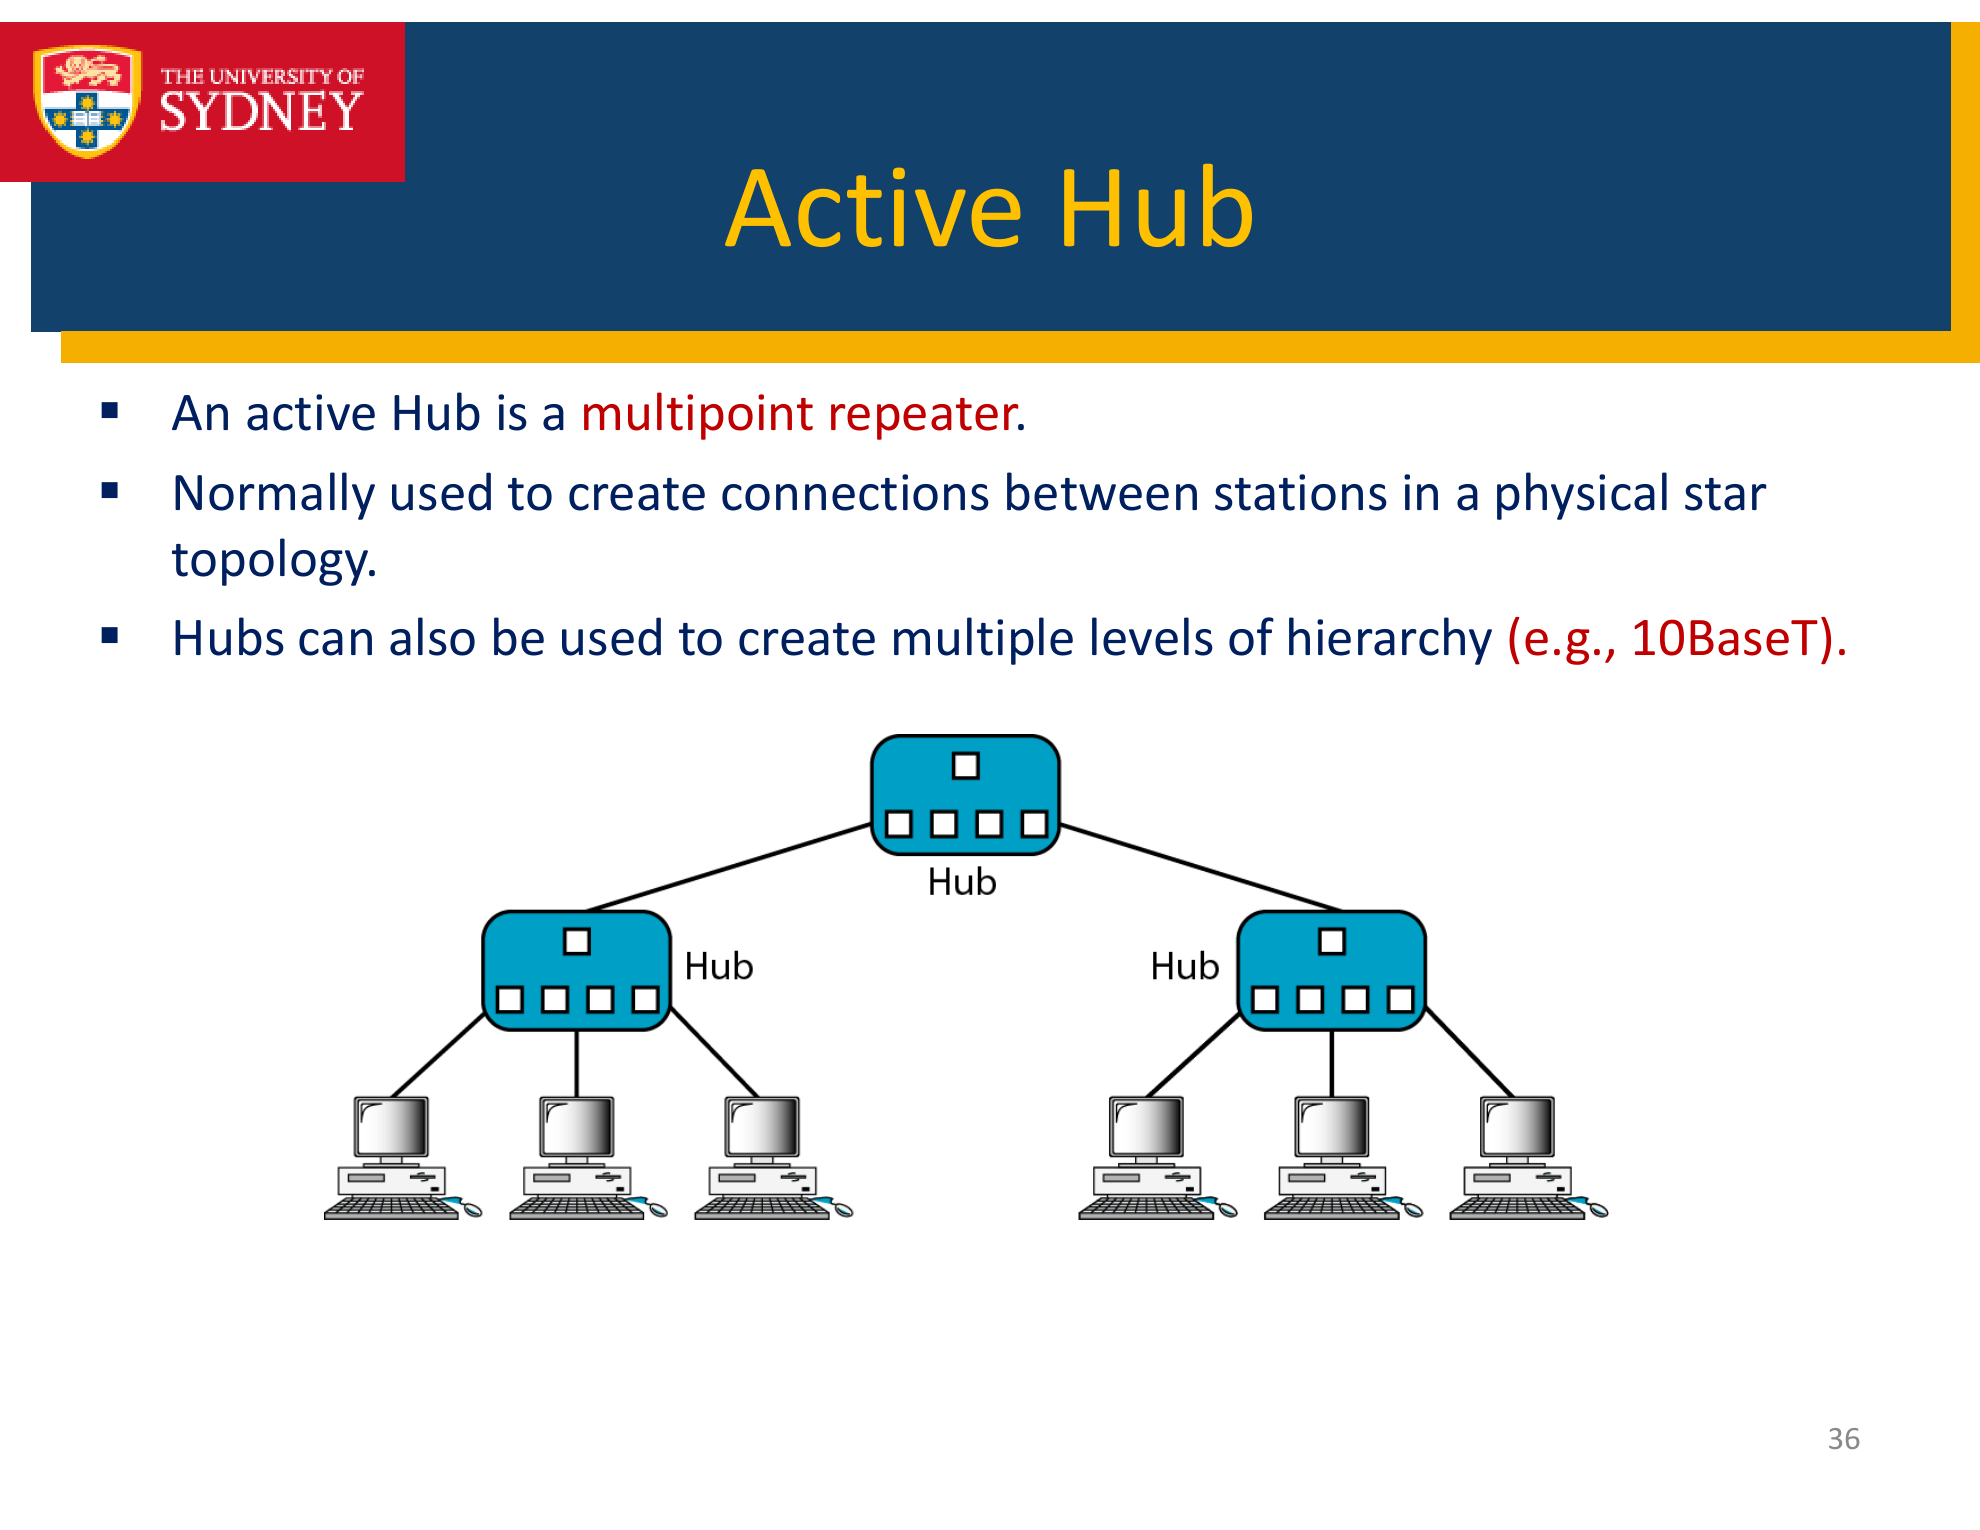 THE UNIVERSITY OF
SYDNEY
Active Hub
▪ An active Hub is a multipoint repeater.
▪ Normally used to create connections between stations in a physical star
topology.
▪ Hubs can also be used to create multiple levels of hierarchy (e.g., 10BaseT).
Hub
Hub
Hub
36